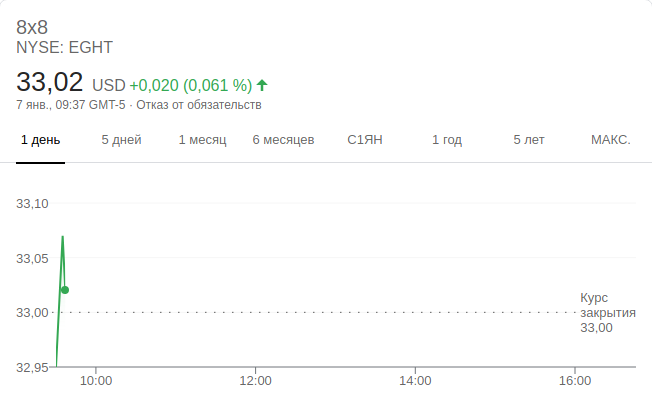 8x8
NYSE: EGHT
33,02 USD +0,020 (0,061 %)
7 янв., 09:37 GMT-5 · Отказ от обязательств
1 день 5 дней 1 месяц 6 месяцев С1ЯН 1 год 5 лет МАКС.
33,10
33,05
33,00
32,95
Курс
закрытия
33,00
10:00 12:00 14:00 16:00